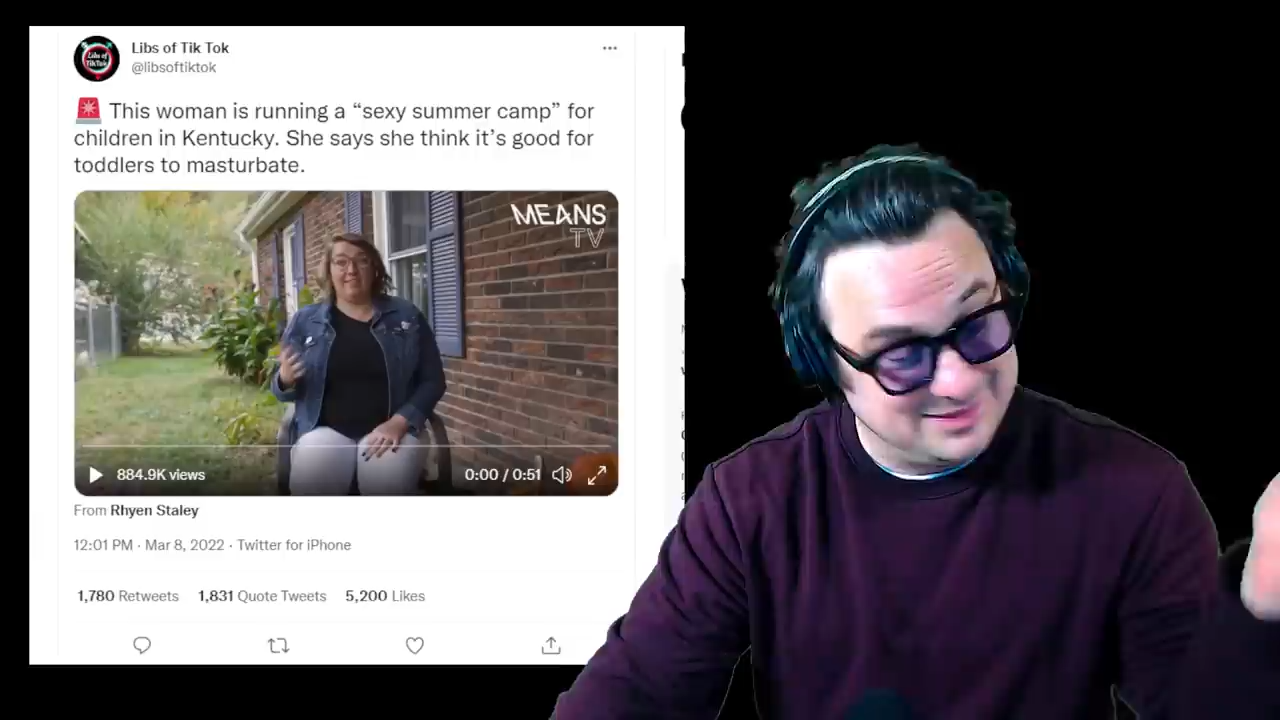 Libs of Tik Tok
@libsoftiktok
This woman is running a “sexy summer camp” for
children in Kentucky. She says she think it’s good for
toddlers to masturbate.
MEANS
TV
884.9K views
0:00 / 0:51
From Rhyen Staley
12:01 PM · Mar 8, 2022 · Twitter for iPhone
1,780 Retweets 1,831 Quote Tweets 5,200 Likes